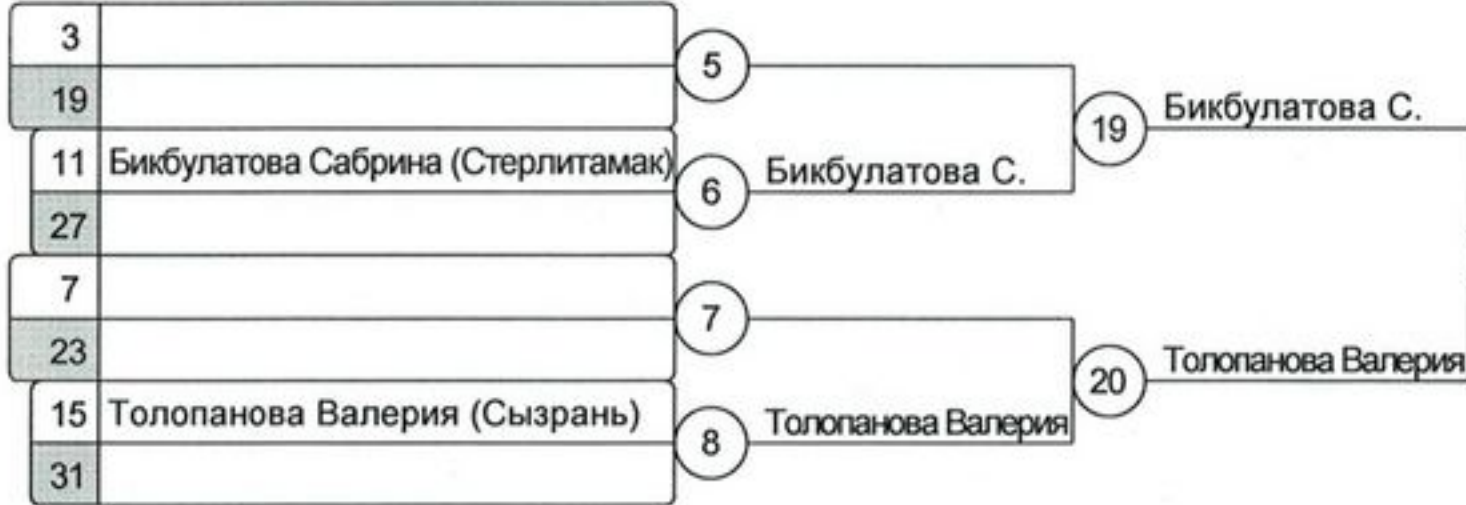 3
5
19
19 Бикбулатова С.
11 Бикбулатова Сабрина (Стерлитамак)
6 Бикбулатова С.
27
7
7
23
20 Толопанова Валерия
15 Толопанова Валерия (Сызрань)
8 Толопанова Валерия
31